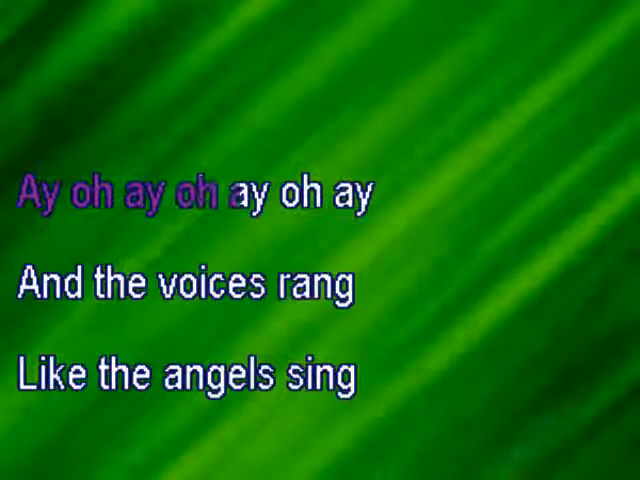 Ay oh ay oh ay oh ay
And the voices rang
Like the angels sing